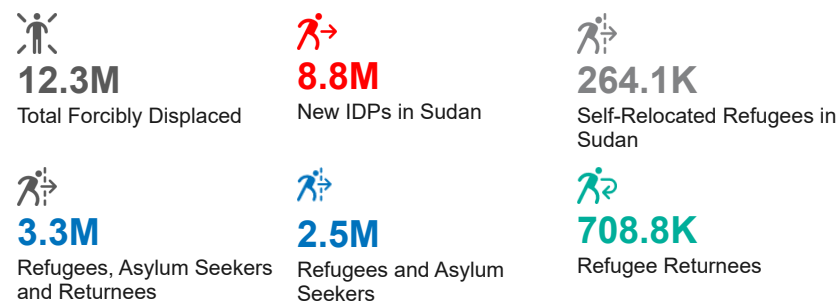 12.3M
Total Forcibly Displaced
8.8M
New IDPs in Sudan
264.1K
Self-Relocated Refugees in
Sudan
3.3M
Refugees, Asylum Seekers
and Returnees
2.5M
Refugees and Asylum
Seekers
708.8K
Refugee Returnees